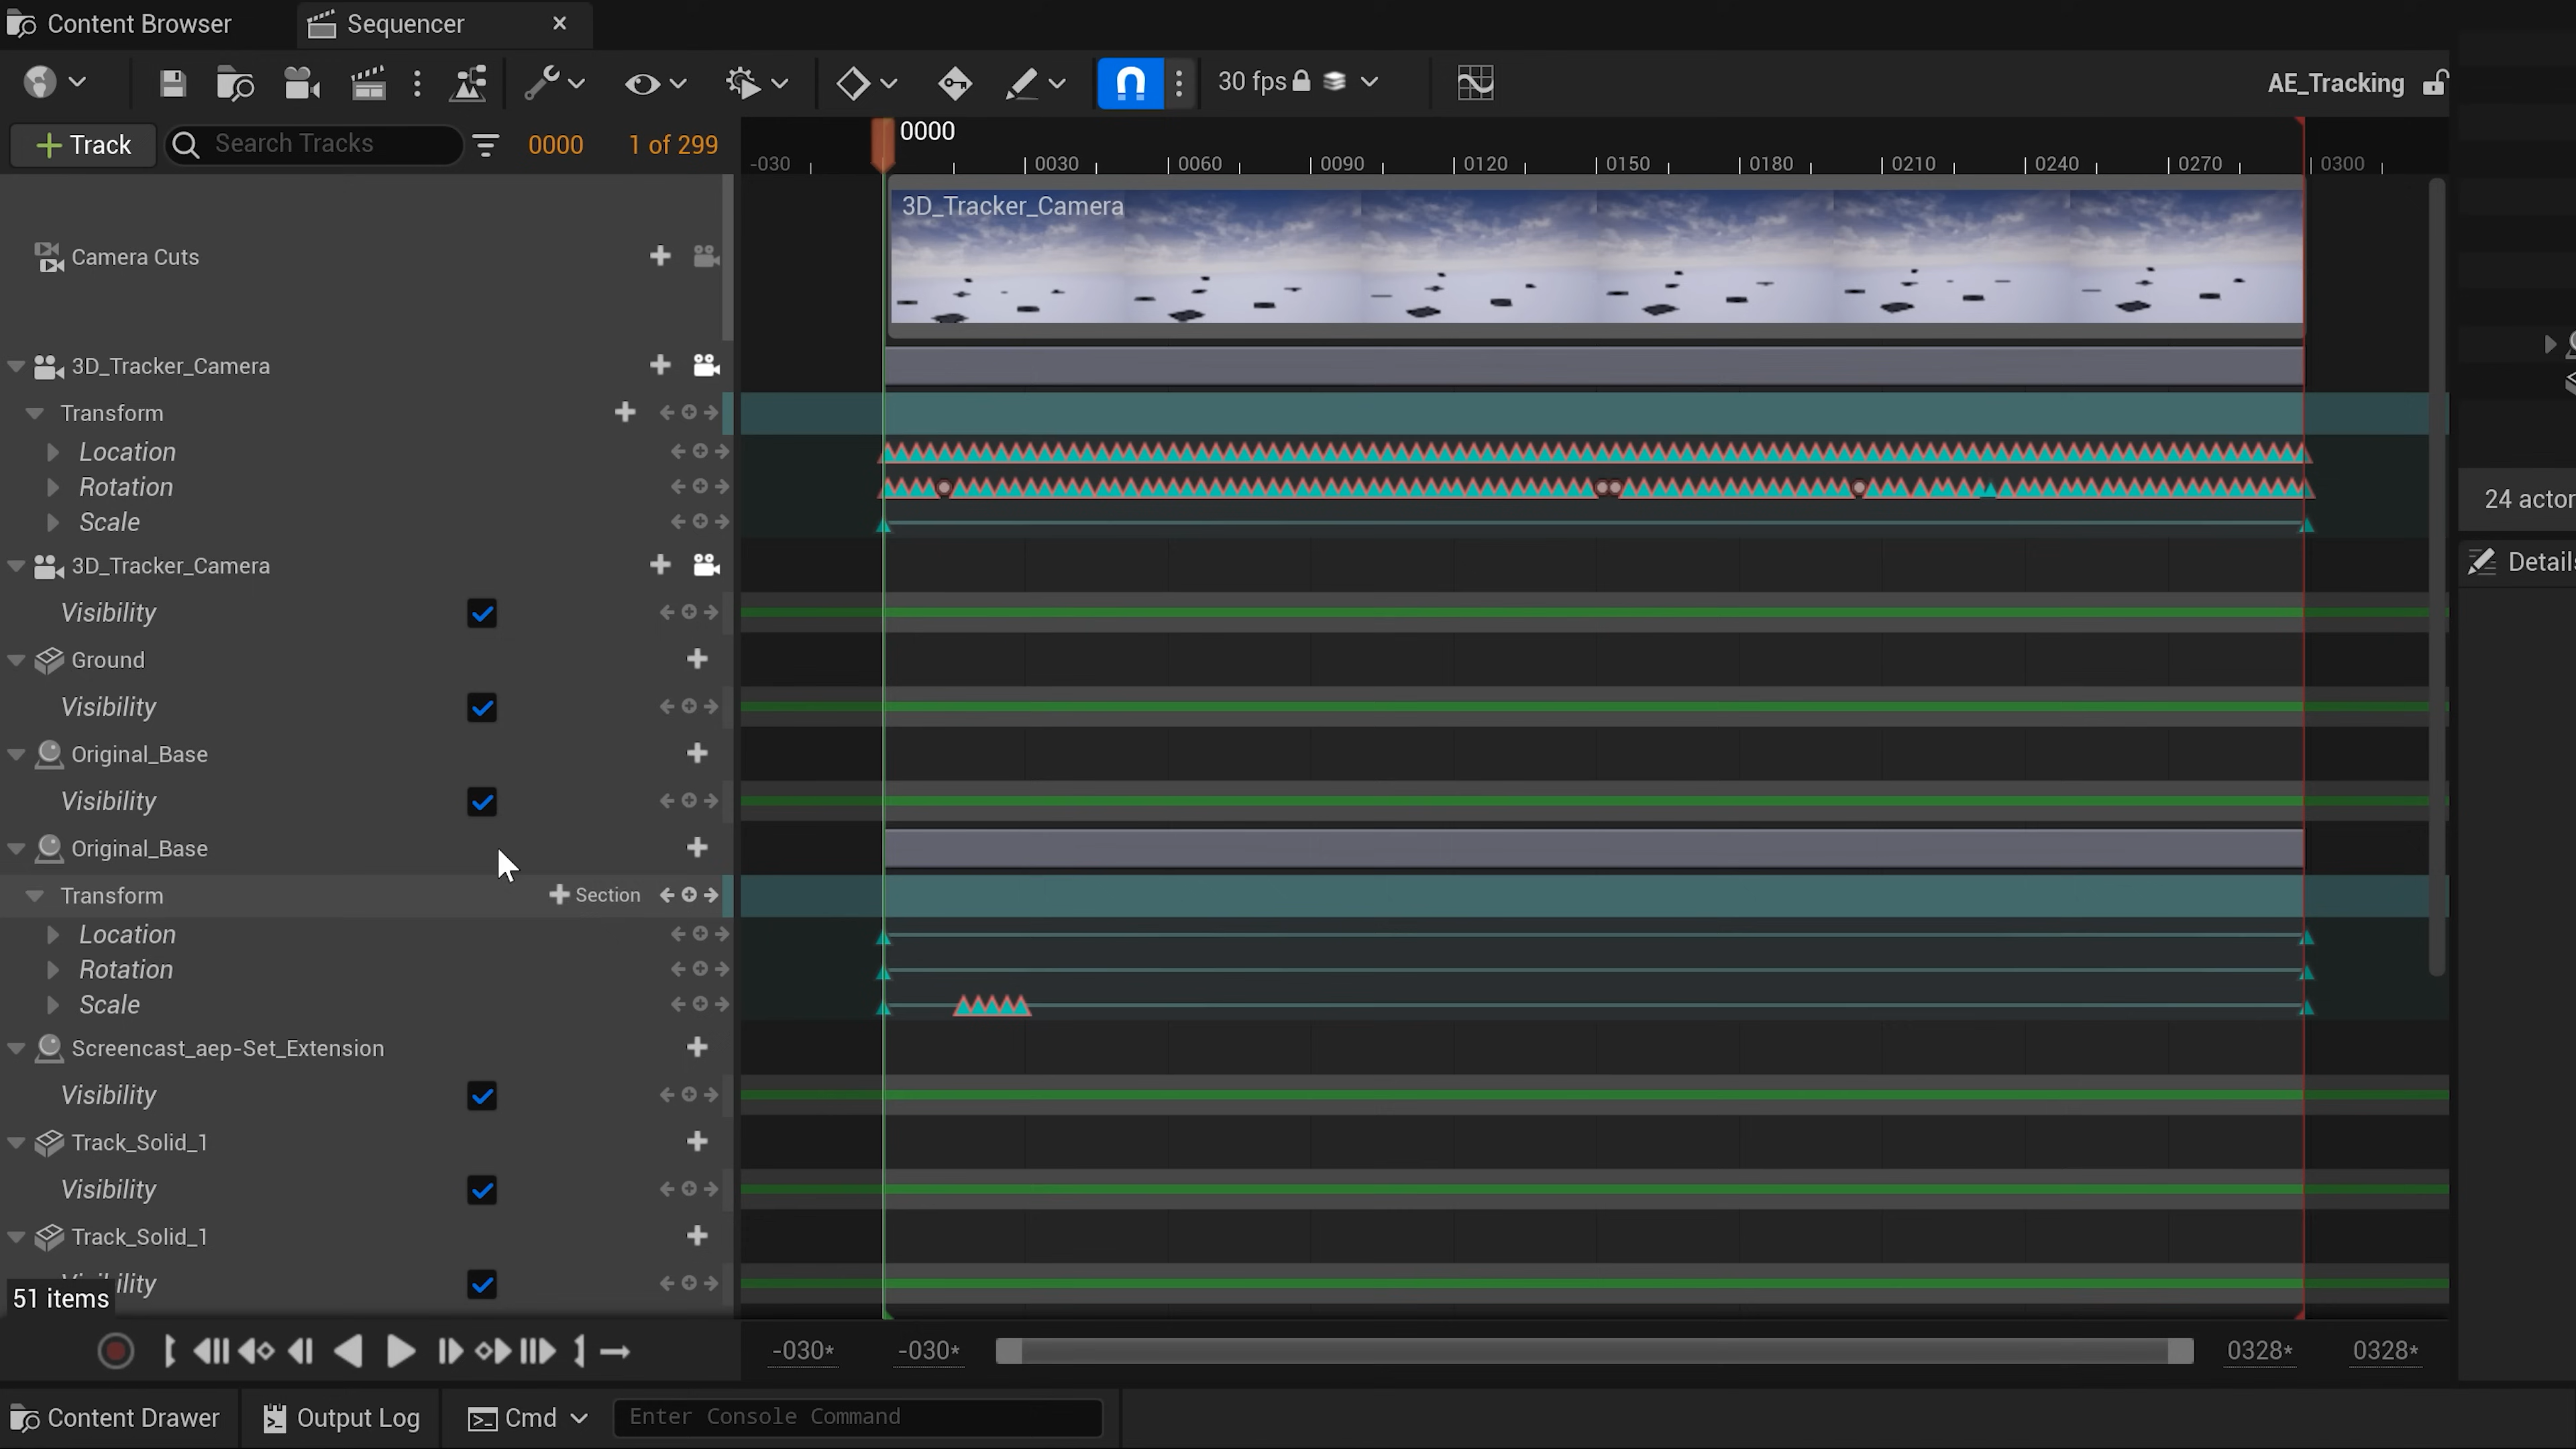 Content Browser
Sequencer
30 fps
AE_Tracking
Track
Search Tracks
0000
1 of 299
0000
-030
0030
0060
0090
0120
0150
0180
0210
0240
0270
0300
3D_Tracker_Camera
Camera Cuts
3D_Tracker_Camera
Transform
Location
Rotation
Scale
3D_Tracker_Camera
Visibility
Ground
Visibility
Original_Base
Visibility
Original_Base
Transform
Section
Location
Rotation
Scale
Screencast_aep-Set_Extension
Visibility
Track_Solid_1
Visibility
Track_Solid_1
ility
51 items
24 actor
Details
-030*
-030*
0328*
0328*
Content Drawer
Output Log
Cmd
Enter Console Command